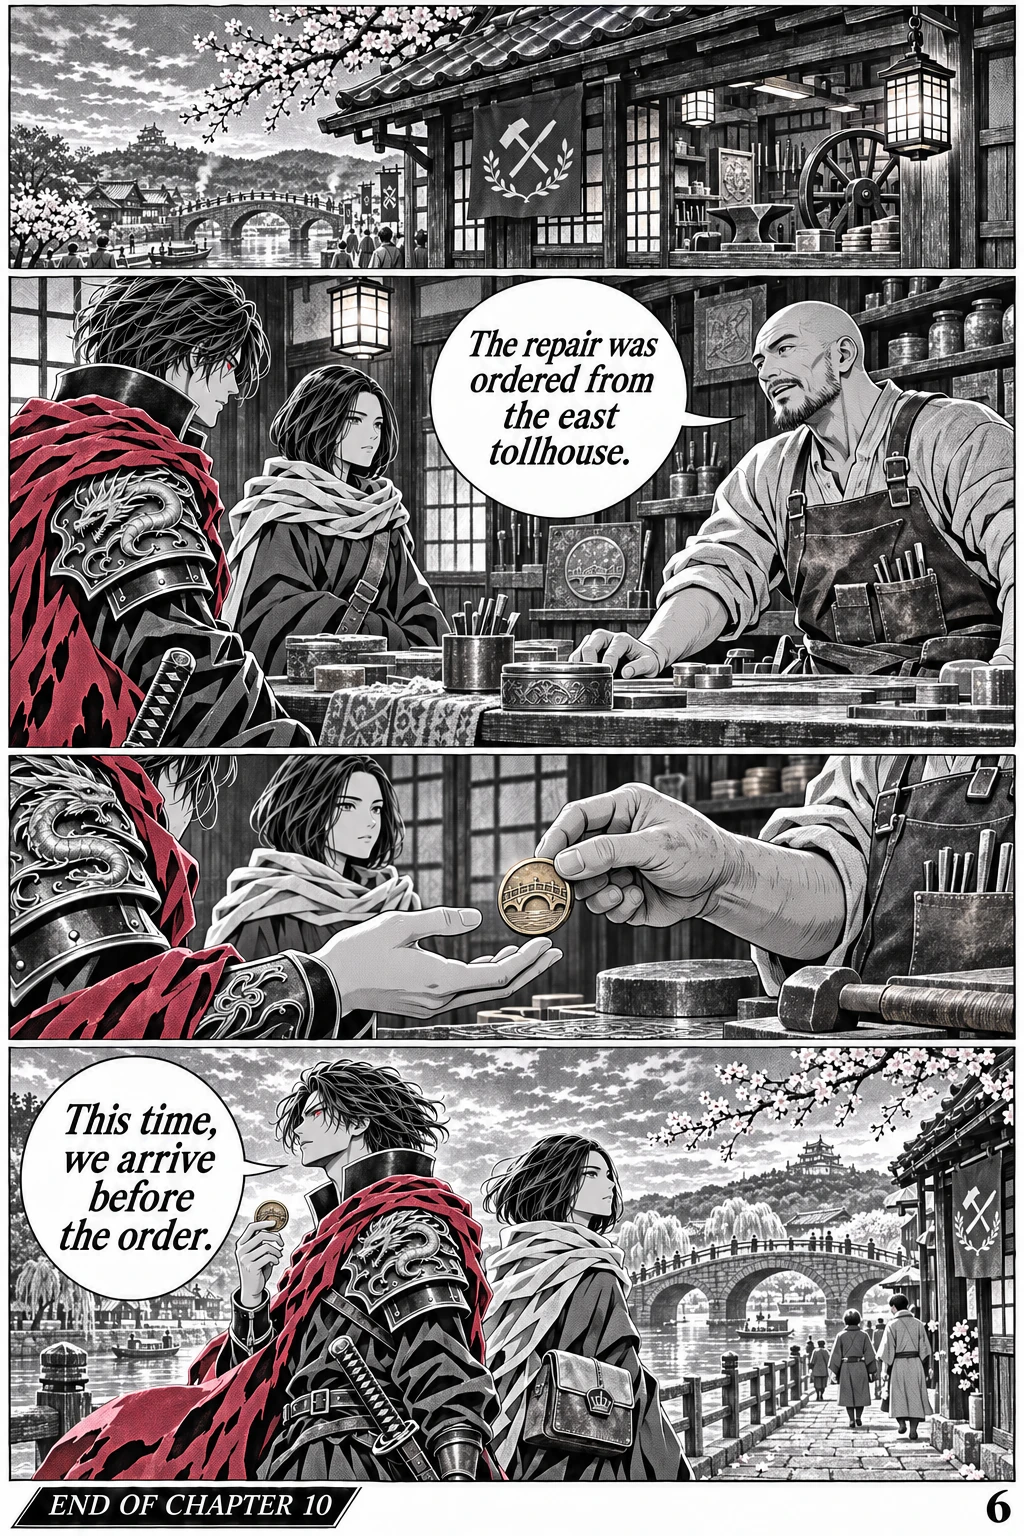 The repair was
ordered from
the east
tollhouse.
This time,
we arrive
before
the order.
END OF CHAPTER 10
6